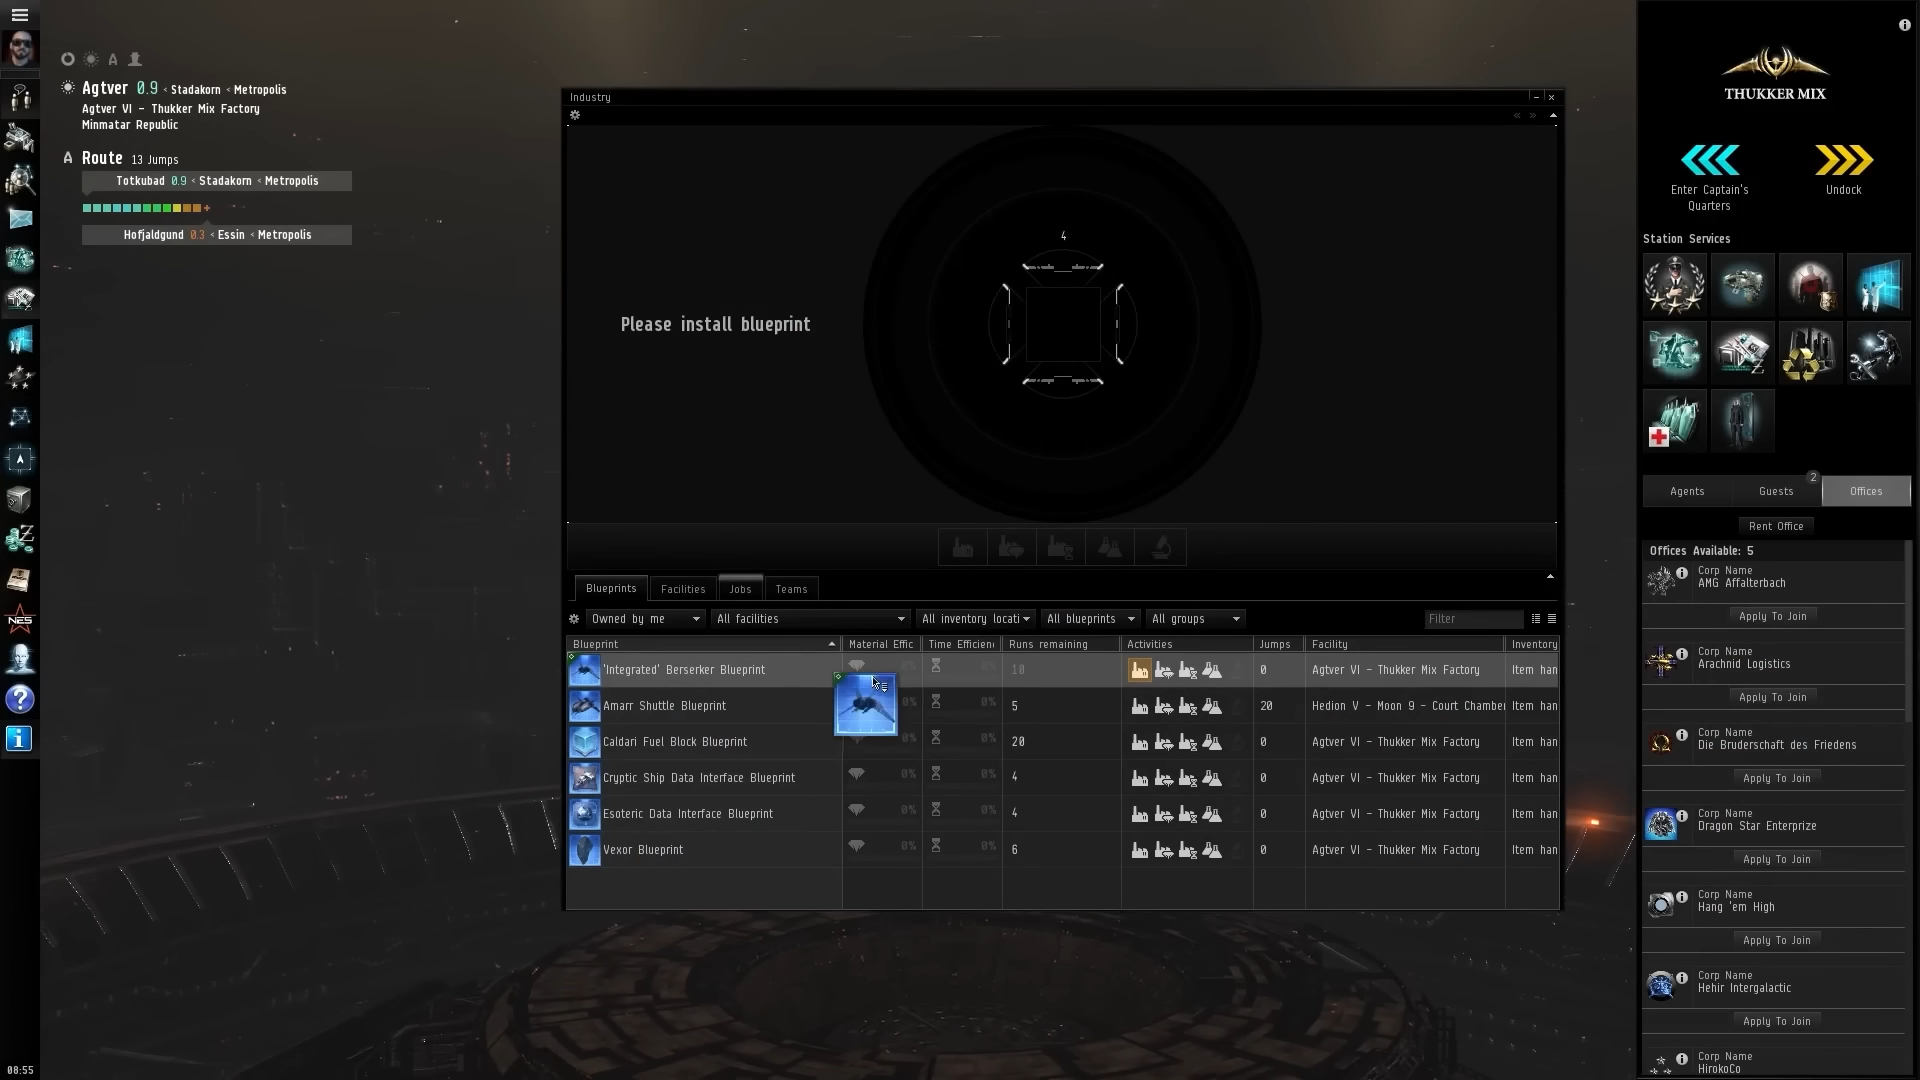 Agtver 0.9 < Stadakorn < Metropolis
Agtver VI - Thukker Mix Factory
Minmatar Republic
A Route 13 Jumps
Totkubad 0.9 < Stadakorn < Metropolis
Hofjaldgund 0.3 < Essin < Metropolis
08:55
Industry
4
Please install blueprint
Blueprints Facilities Jobs Teams
Owned by me All facilities All inventory locati All blueprints All groups Filter
Blueprint Material Effic Time Efficien Runs remaining Activities Jumps Facility Inventory
'Integrated' Berserker Blueprint 0% 0% 10 0 Agtver VI - Thukker Mix Factory Item han
Amarr Shuttle Blueprint 0% 0% 5 20 Hedion V - Moon 9 - Court Chamber Item han
Caldari Fuel Block Blueprint 0% 0% 20 0 Agtver VI - Thukker Mix Factory Item han
Cryptic Ship Data Interface Blueprint 0% 0% 4 0 Agtver VI - Thukker Mix Factory Item han
Esoteric Data Interface Blueprint 0% 0% 4 0 Agtver VI - Thukker Mix Factory Item han
Vexor Blueprint 0% 0% 6 0 Agtver VI - Thukker Mix Factory Item han
THUKKER MIX
Enter Captain's
Quarters
Undock
Station Services
2
Agents Guests Offices
Rent Office
Offices Available: 5
Corp Name
AMG Affalterbach
Apply To Join
Corp Name
Arachnid Logistics
Apply To Join
Corp Name
Die Bruderschaft des Friedens
Apply To Join
Corp Name
Dragon Star Enterprize
Apply To Join
Corp Name
Hang 'em High
Apply To Join
Corp Name
Hehir Intergalactic
Apply To Join
Corp Name
HirokoCo
NES